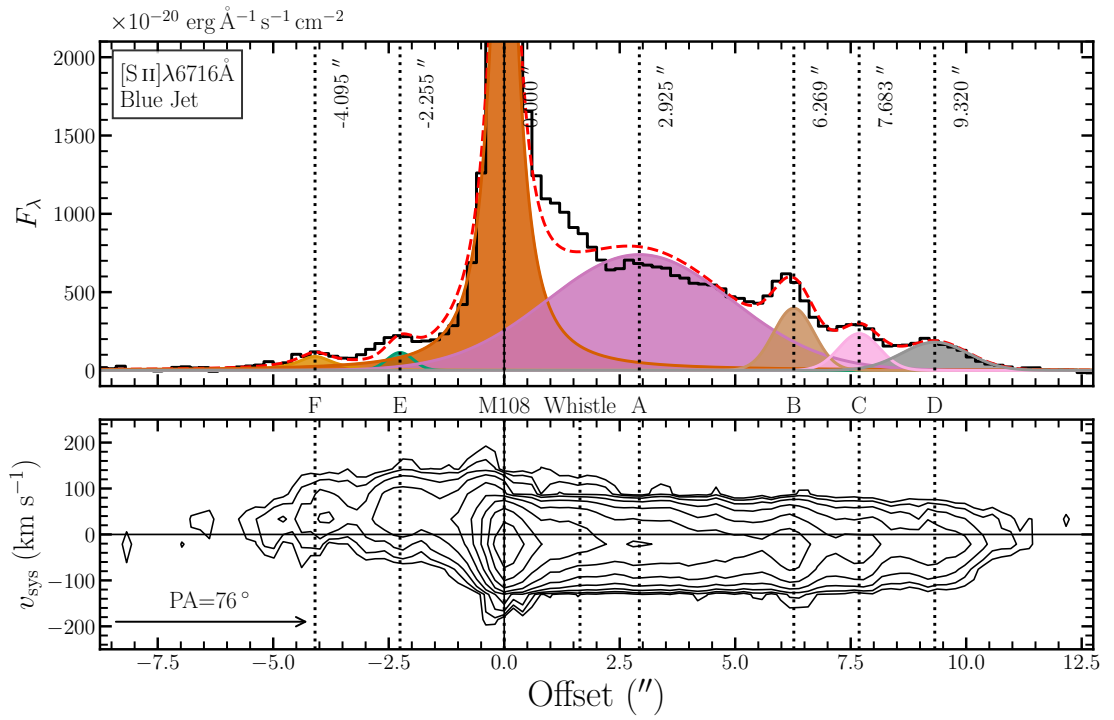 ×10⁻²⁰ erg Å⁻¹ s⁻¹ cm⁻²
[S II]λ6716Å
Blue Jet
-4.095 ″
-2.255 ″
0.000 ″
2.925 ″
6.269 ″
7.683 ″
9.320 ″
2000
1500
1000
500
0
F_λ
F E M108 Whistle A B C D
200
100
0
−100
−200
v_sys (km s⁻¹)
PA=76°
−7.5 −5.0 −2.5 0.0 2.5 5.0 7.5 10.0 12.5
Offset (″)